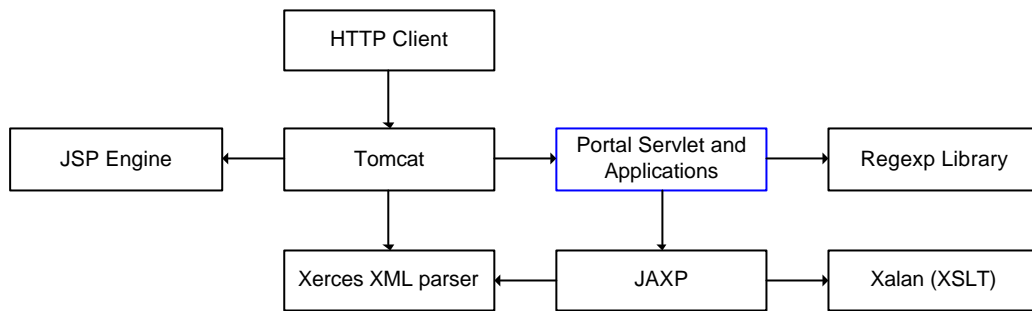 HTTP Client
JSP Engine
Tomcat
Portal Servlet and
Applications
Regexp Library
Xerces XML parser
JAXP
Xalan (XSLT)